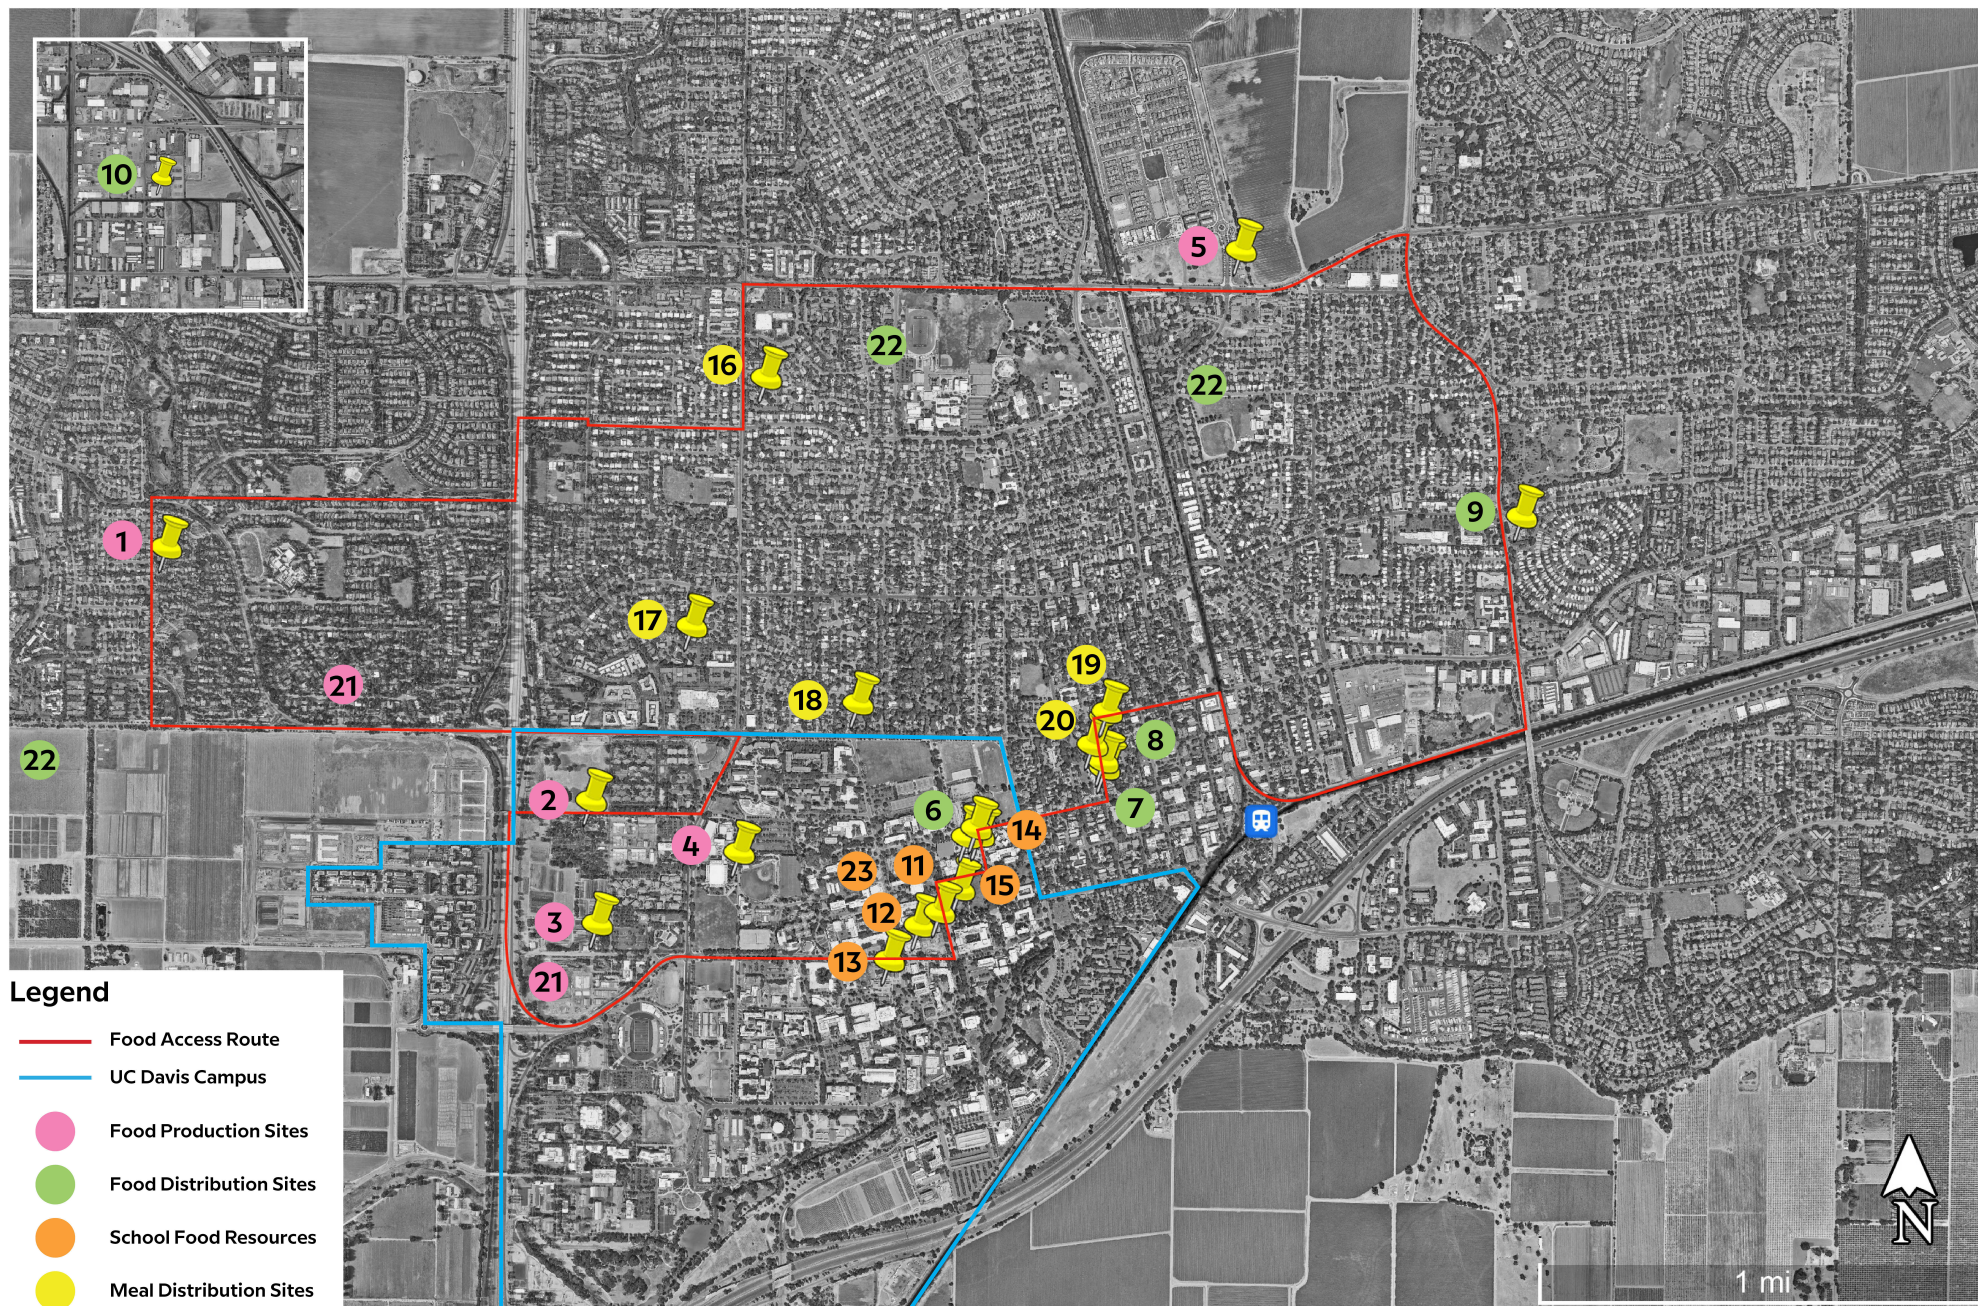 10
5
22
16
22
9
1
17
19
21
18
20
8
22
2
6
7
14
4
23
11
15
12
3
13
21
Legend
Food Access Route
UC Davis Campus
Food Production Sites
Food Distribution Sites
School Food Resources
Meal Distribution Sites
N
1 mi